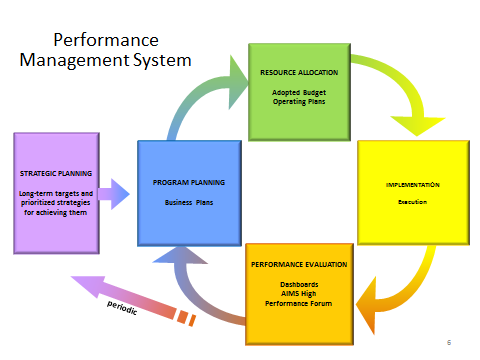 Performance
Management System
RESOURCE ALLOCATION
Adopted Budget
Operating Plans
STRATEGIC PLANNING
Long-term targets and
prioritized strategies
for achieving them
PROGRAM PLANNING
Business Plans
IMPLEMENTATION
Execution
PERFORMANCE EVALUATION
Dashboards
AIMS High
Performance Forum
periodic
6